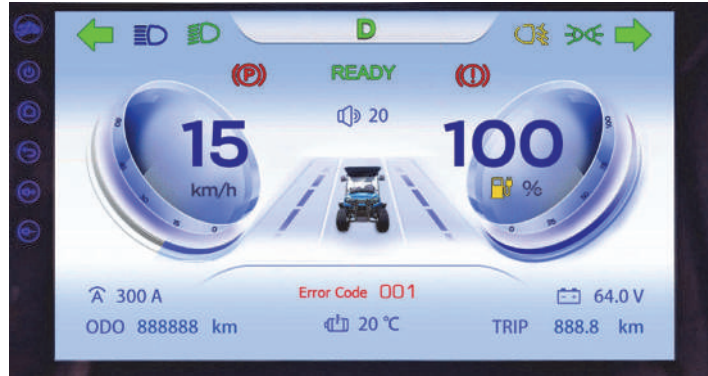 D
(P) READY (!)
20
15 100
km/h %
A 300 A Error Code 001 64.0 V
ODO 888888 km 20 ℃ TRIP 888.8 km